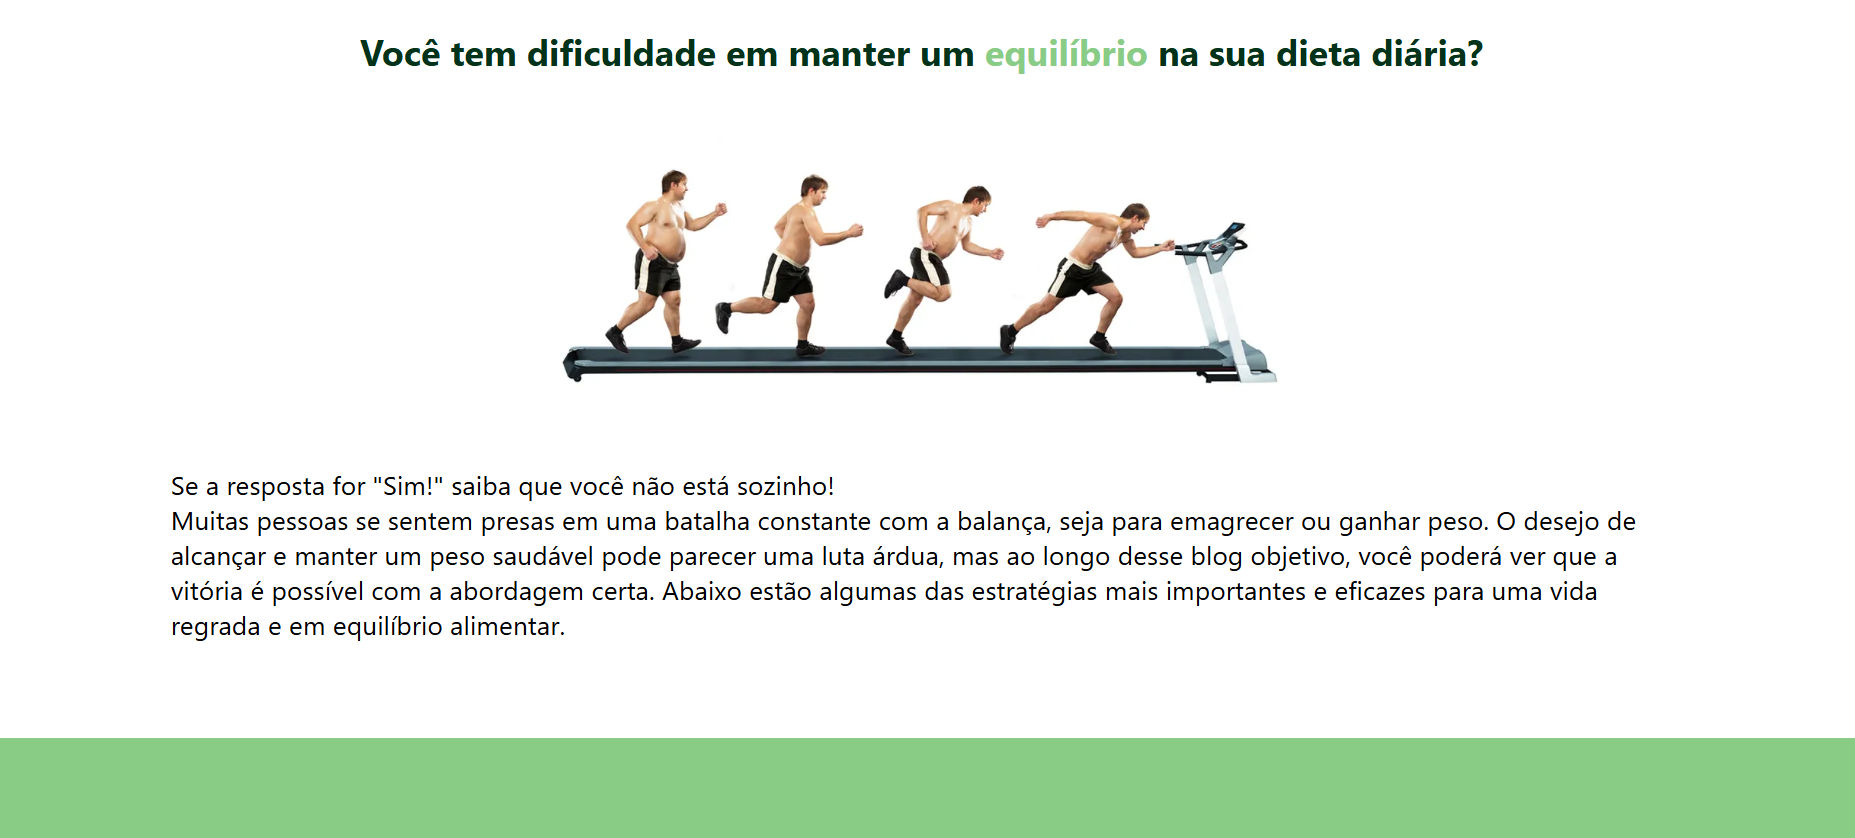 Você tem dificuldade em manter um equilíbrio na sua dieta diária?
Se a resposta for "Sim!" saiba que você não está sozinho!
Muitas pessoas se sentem presas em uma batalha constante com a balança, seja para emagrecer ou ganhar peso. O desejo de
alcançar e manter um peso saudável pode parecer uma luta árdua, mas ao longo desse blog objetivo, você poderá ver que a
vitória é possível com a abordagem certa. Abaixo estão algumas das estratégias mais importantes e eficazes para uma vida
regrada e em equilíbrio alimentar.